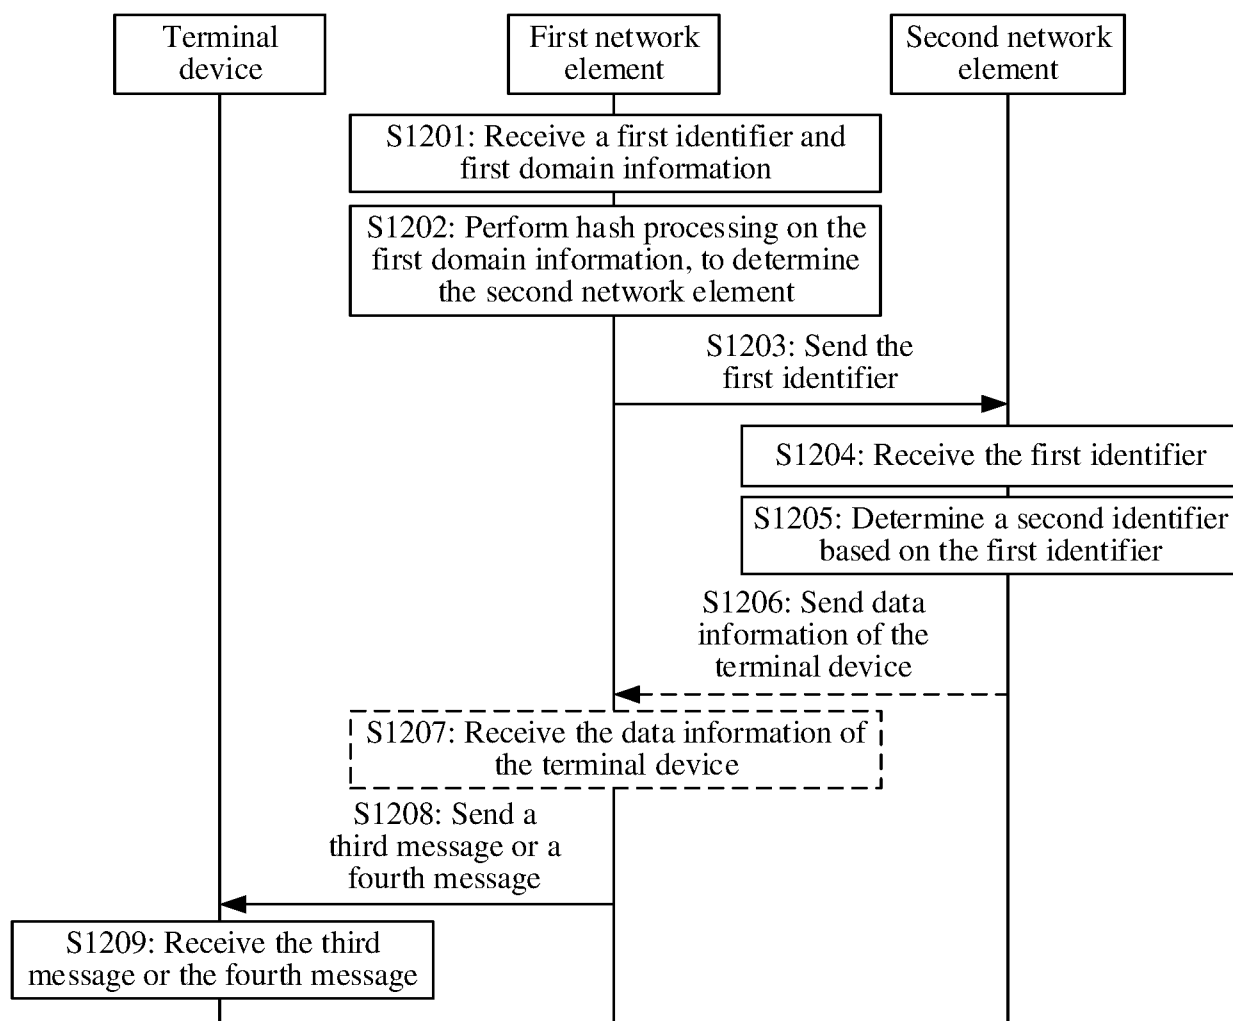 Terminal
device
First network
element
Second network
element
S1201: Receive a first identifier and
first domain information
S1202: Perform hash processing on the
first domain information, to determine
the second network element
S1203: Send the
first identifier
S1204: Receive the first identifier
S1205: Determine a second identifier
based on the first identifier
S1206: Send data
information of the
terminal device
S1207: Receive the data information of
the terminal device
S1208: Send a
third message or a
fourth message
S1209: Receive the third
message or the fourth message